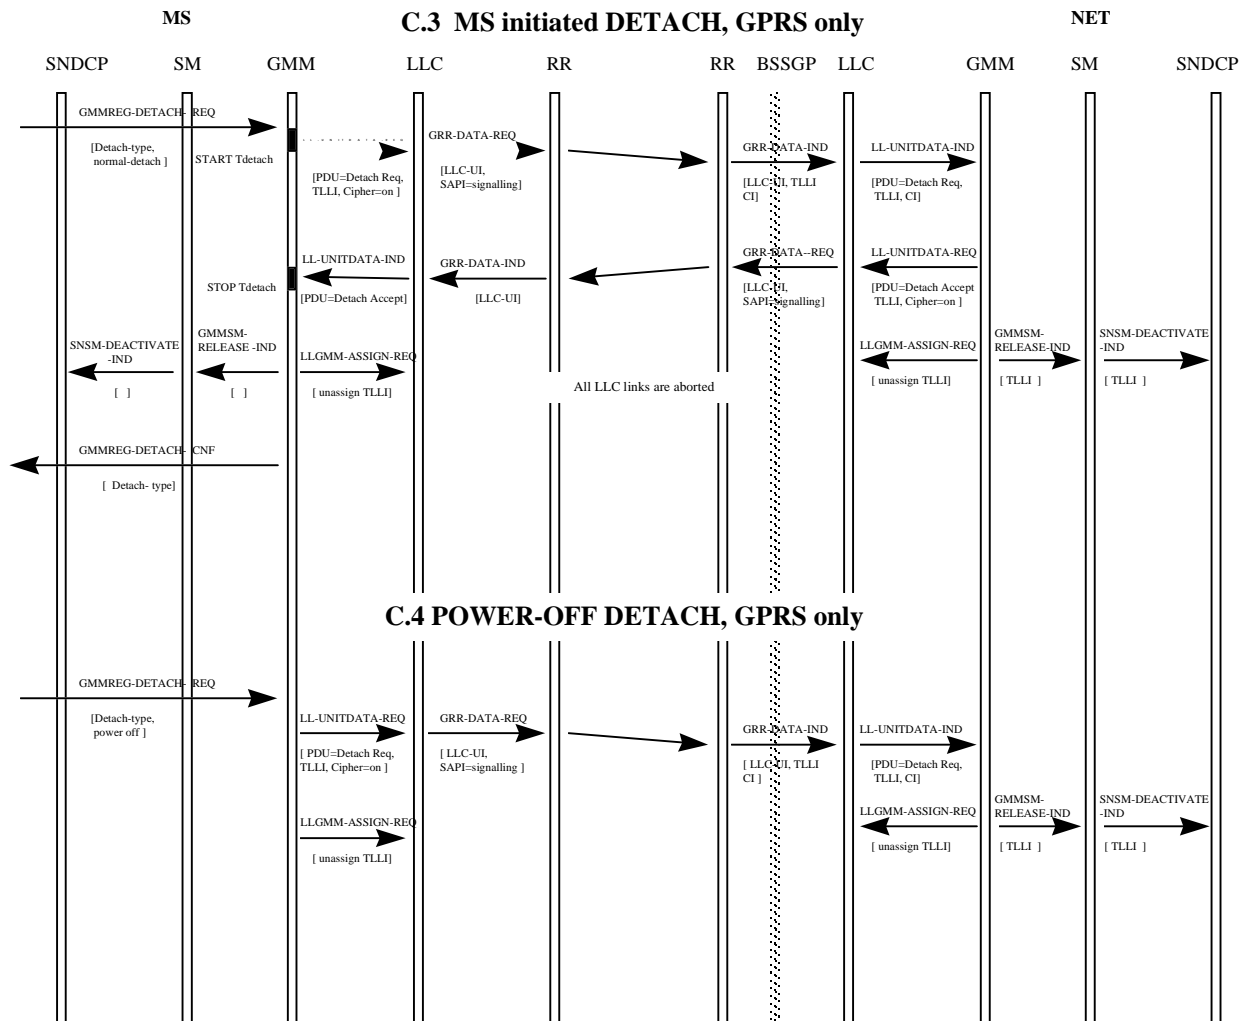 MS
C.3 MS initiated DETACH, GPRS only
NET
SNDCP SM GMM LLC RR RR BSSGP LLC GMM SM SNDCP
GMMREG-DETACH- REQ
[Detach-type,
normal-detach ]
START Tdetach
[PDU=Detach Req,
TLLI, Cipher=on ]
GRR-DATA-REQ
[LLC-UI,
SAPI=signalling]
GRR-DATA-IND
[LLC-UI, TLLI
CI]
LL-UNITDATA-IND
[PDU=Detach Req,
TLLI, CI]
LL-UNITDATA-IND
STOP Tdetach
[PDU=Detach Accept]
GRR-DATA-IND
[LLC-UI]
GRR-DATA--REQ
[LLC-UI,
SAPI=signalling]
LL-UNITDATA-REQ
[PDU=Detach Accept
TLLI, Cipher=on ]
SNSM-DEACTIVATE
-IND
[ ]
GMMSM-
RELEASE -IND
[ ]
LLGMM-ASSIGN-REQ
[ unassign TLLI]
All LLC links are aborted
LLGMM-ASSIGN-REQ
[ unassign TLLI]
GMMSM-
RELEASE-IND
[ TLLI ]
SNSM-DEACTIVATE
-IND
[ TLLI ]
GMMREG-DETACH- CNF
[ Detach- type]
C.4 POWER-OFF DETACH, GPRS only
GMMREG-DETACH- REQ
[Detach-type,
power off ]
LL-UNITDATA-REQ
[ PDU=Detach Req,
TLLI, Cipher=on ]
GRR-DATA-REQ
[ LLC-UI,
SAPI=signalling ]
GRR-DATA-IND
[ LLC-UI, TLLI
CI ]
LL-UNITDATA-IND
[PDU=Detach Req,
TLLI, CI]
LLGMM-ASSIGN-REQ
[ unassign TLLI]
LLGMM-ASSIGN-REQ
[ unassign TLLI]
GMMSM-
RELEASE-IND
[ TLLI ]
SNSM-DEACTIVATE
-IND
[ TLLI ]